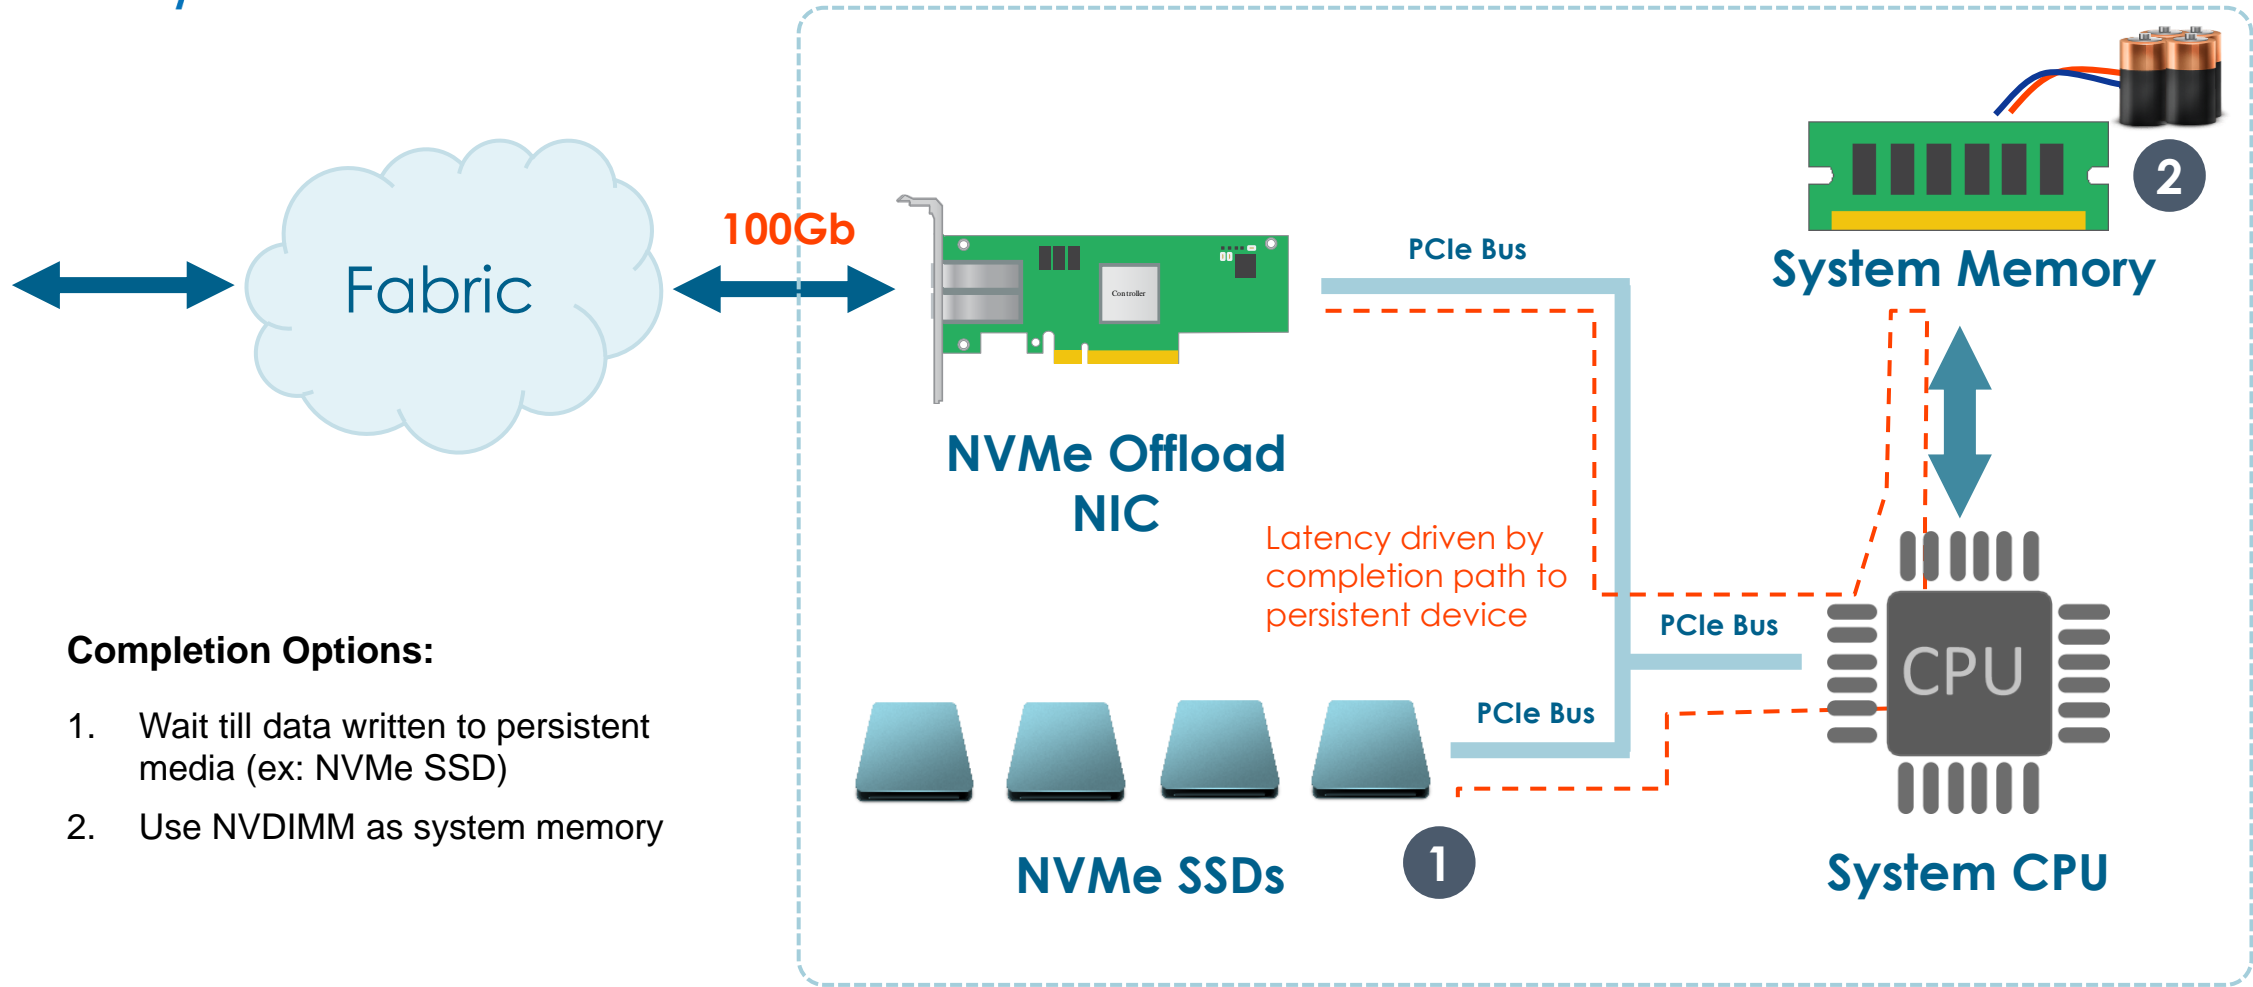 100Gb
Fabric
Controller
PCIe Bus
2
System Memory
NVMe Offload
NIC
Latency driven by
completion path to
persistent device
PCIe Bus
CPU
PCIe Bus
NVMe SSDs
1
System CPU
Completion Options:
1. Wait till data written to persistent
media (ex: NVMe SSD)
2. Use NVDIMM as system memory